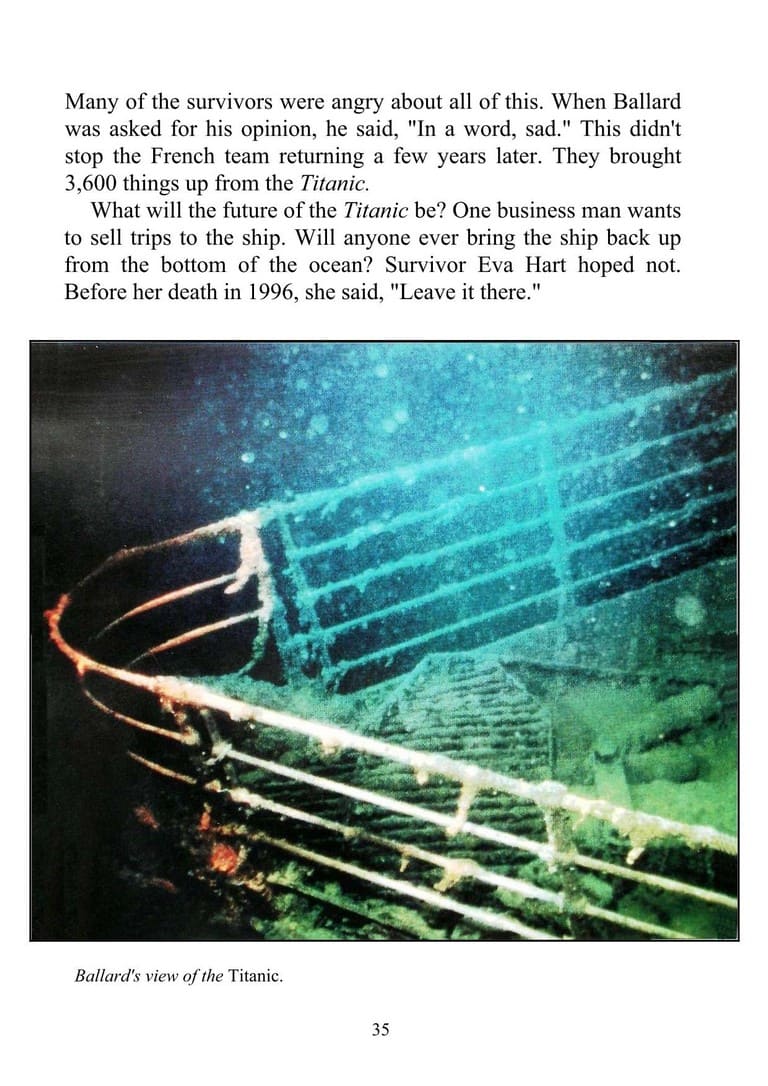 Many of the survivors were angry about all of this. When Ballard
was asked for his opinion, he said, "In a word, sad." This didn't
stop the French team returning a few years later. They brought
3,600 things up from the Titanic.
What will the future of the Titanic be? One business man wants
to sell trips to the ship. Will anyone ever bring the ship back up
from the bottom of the ocean? Survivor Eva Hart hoped not.
Before her death in 1996, she said, "Leave it there."
Ballard's view of the Titanic.
35